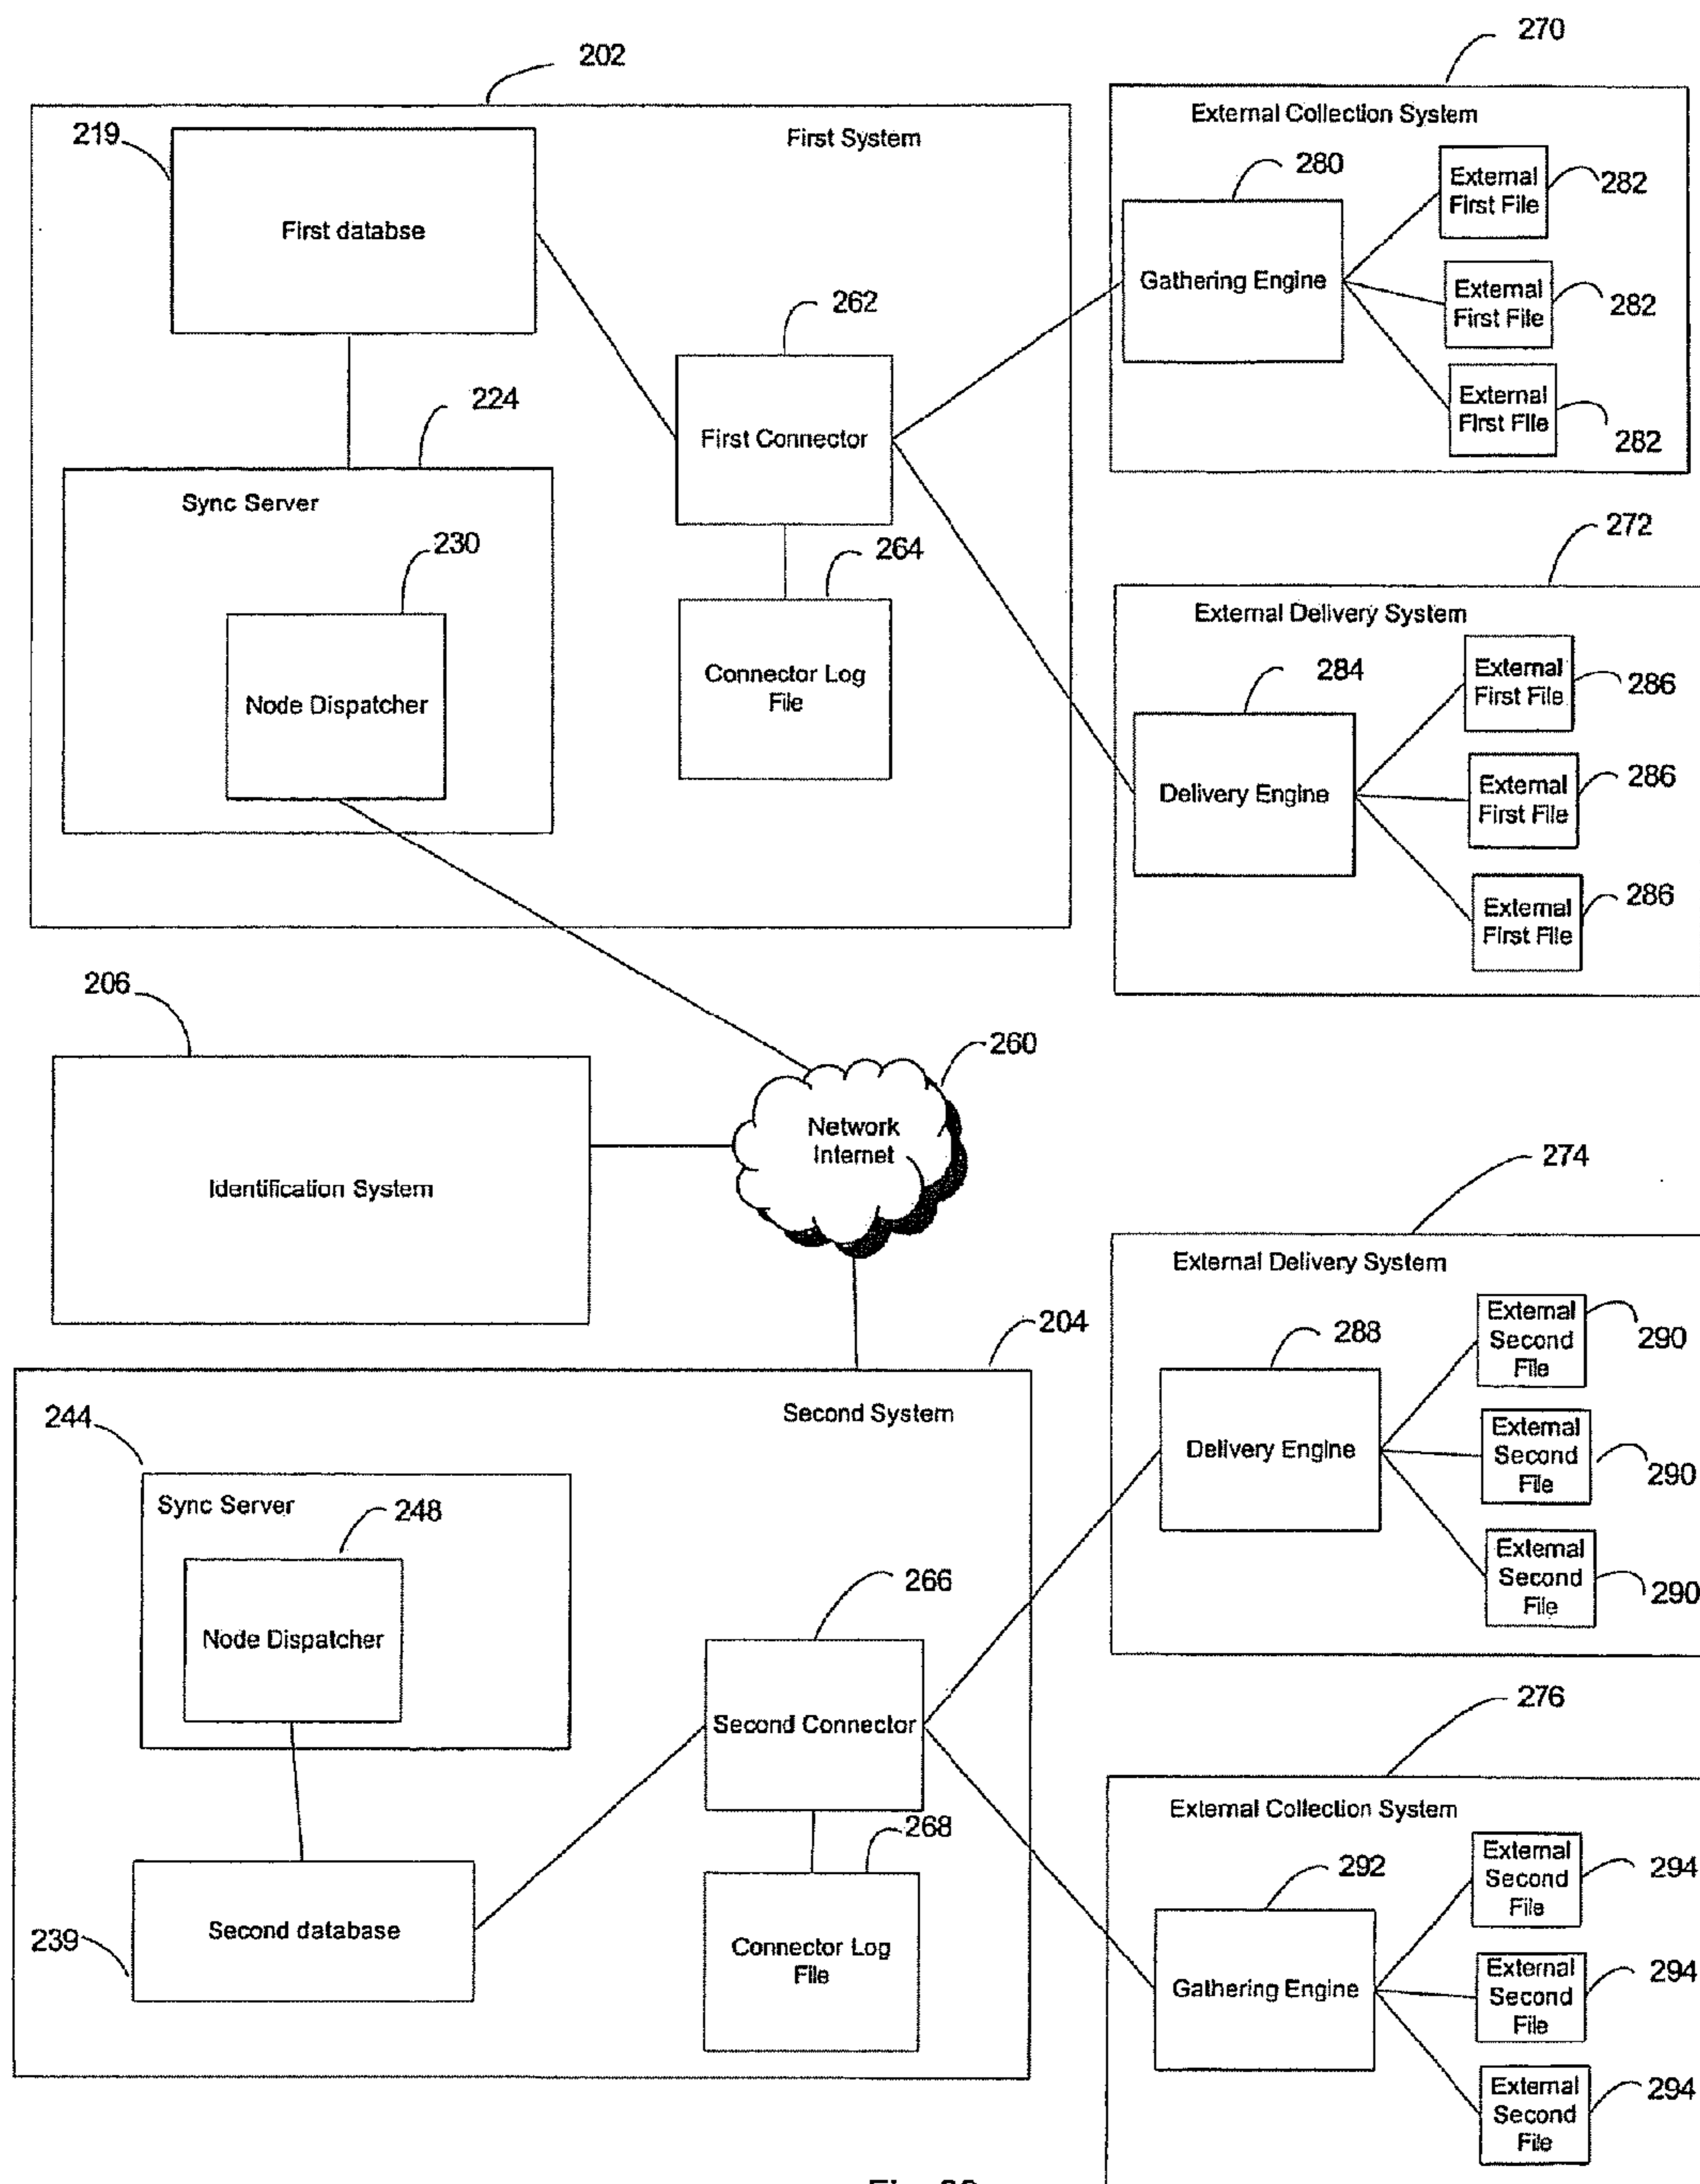 202
270
219
First System
First databse
External Collection System
280
External
First File
282
Gathering Engine
External
First File
282
External
First File
282
262
First Connector
224
Sync Server
230
Node Dispatcher
264
Connector Log
File
272
External Delivery System
284
External
First File
286
Delivery Engine
External
First File
286
External
First File
286
206
Identification System
260
Network
Internet
204
Second System
244
Sync Server
248
Node Dispatcher
266
Second Connector
239
Second database
268
Connector Log
File
274
External Delivery System
288
External
Second
File
290
Delivery Engine
External
Second
File
290
External
Second
File
290
276
External Collection System
292
External
Second
File
294
Gathering Engine
External
Second
File
294
External
Second
File
294